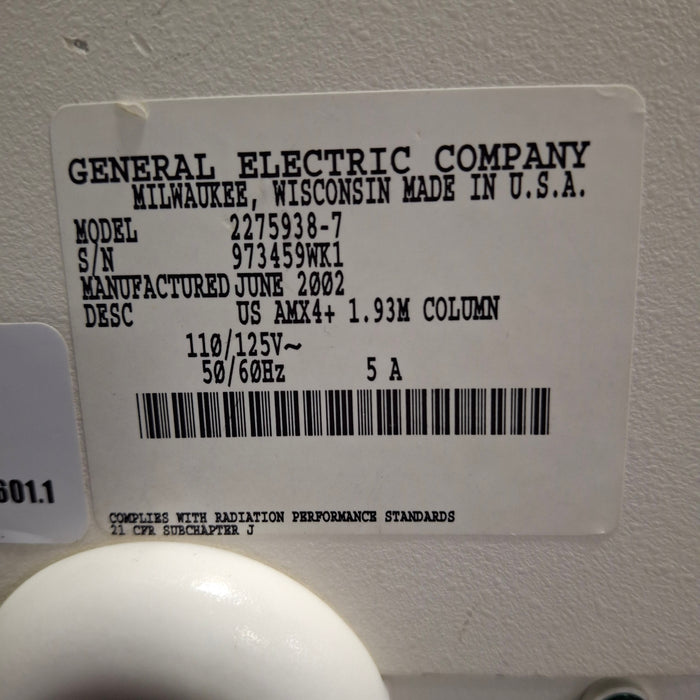 GENERAL ELECTRIC COMPANY
MILWAUKEE, WISCONSIN MADE IN U.S.A.
MODEL 2275938-7
S/N 973459WK1
MANUFACTURED JUNE 2002
DESC US AMX4+ 1.93M COLUMN
110/125V~
50/60Hz 5 A
601.1
COMPLIES WITH RADIATION PERFORMANCE STANDARDS
21 CFR SUBCHAPTER J